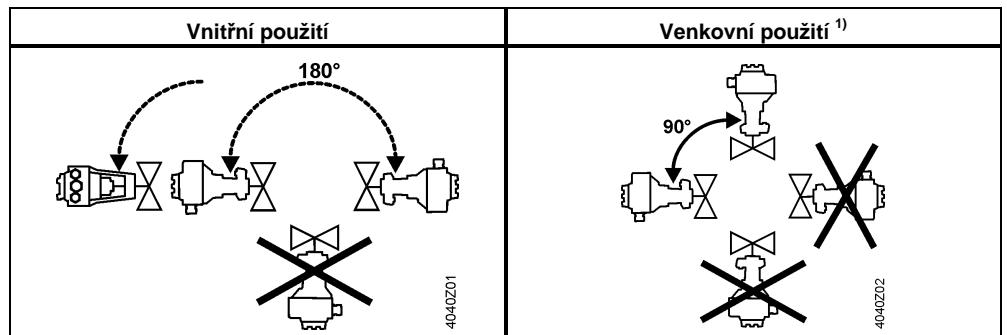 Vnitřní použití
Venkovní použití 1)
180°
90°
4040Z01
4040Z02